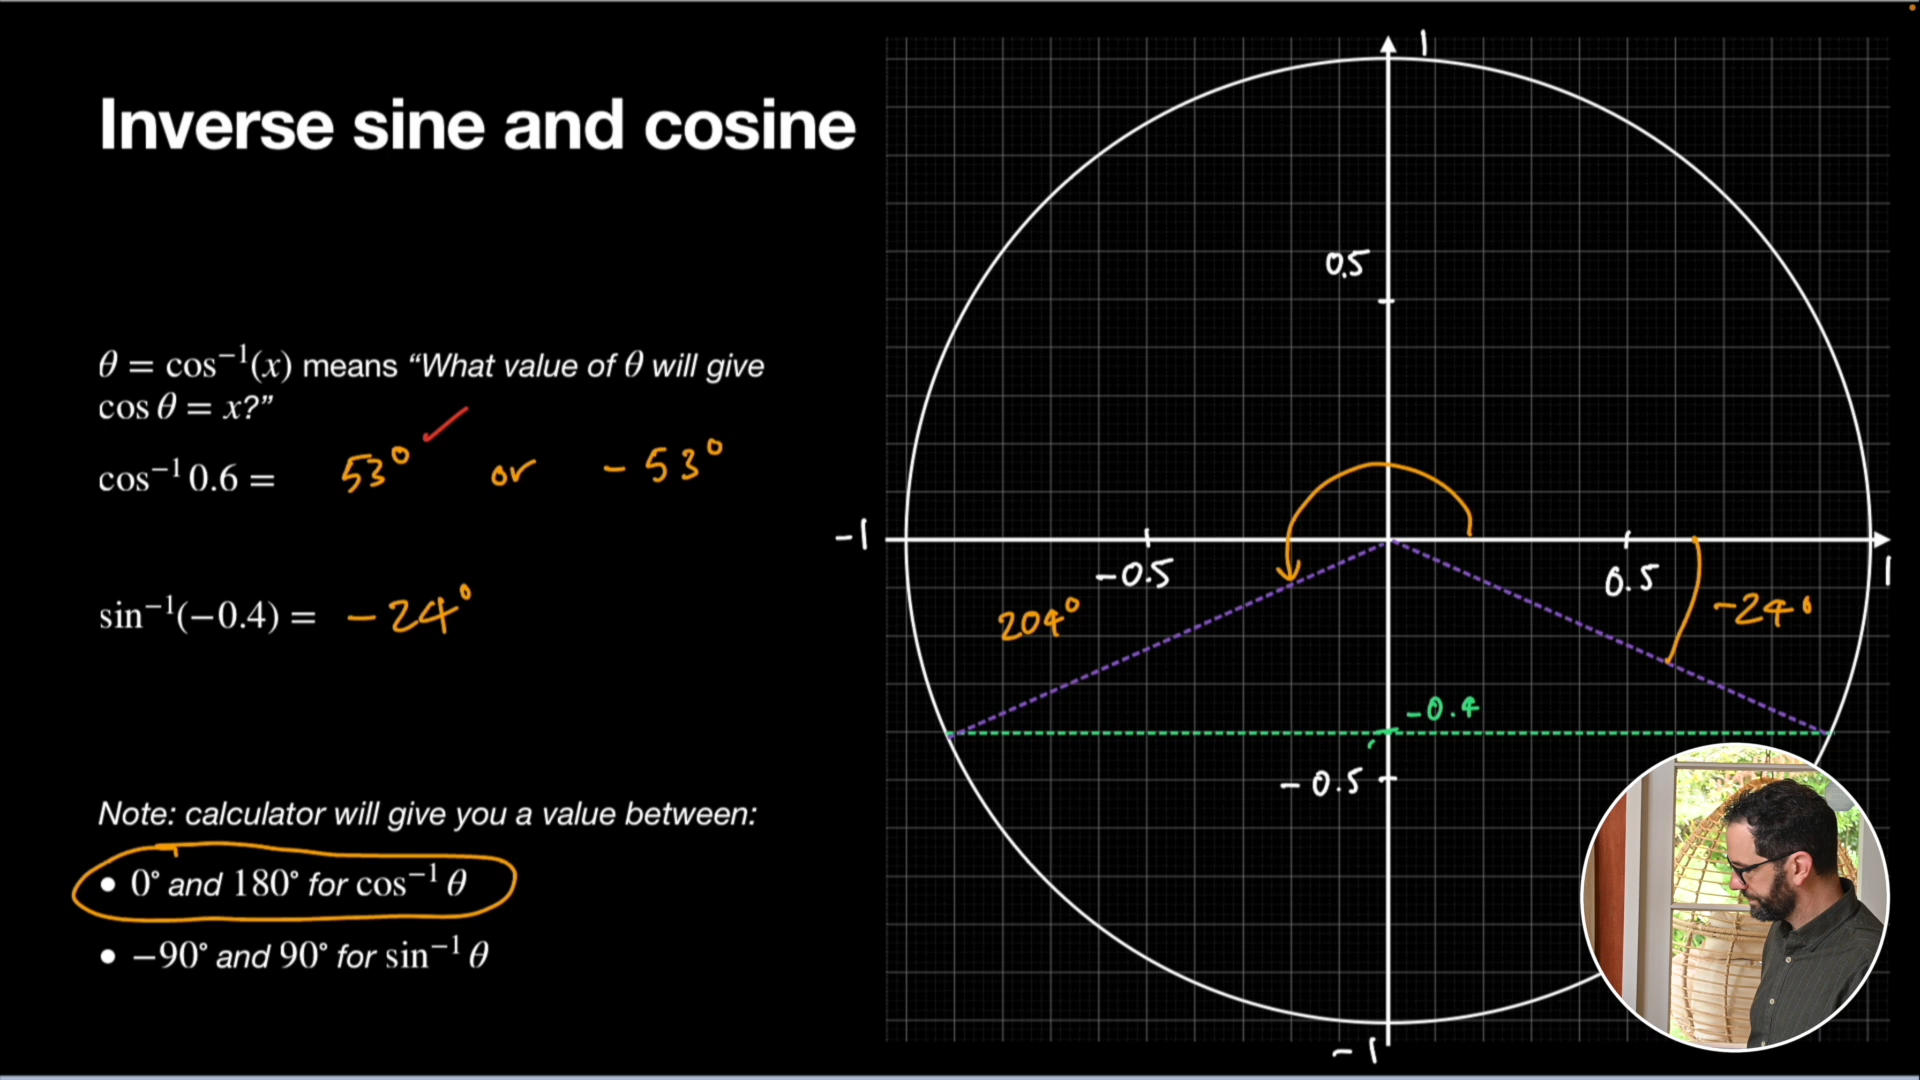 Inverse sine and cosine
θ = cos⁻¹(x) means “What value of θ will give
cos θ = x?”
cos⁻¹ 0.6 = 53° or - 53°
sin⁻¹(−0.4) = - 24°
Note: calculator will give you a value between:
• 0° and 180° for cos⁻¹ θ
• −90° and 90° for sin⁻¹ θ
1
0.5
-1
-0.5
0.5
1
204°
-24°
-0.4
-0.5
-1